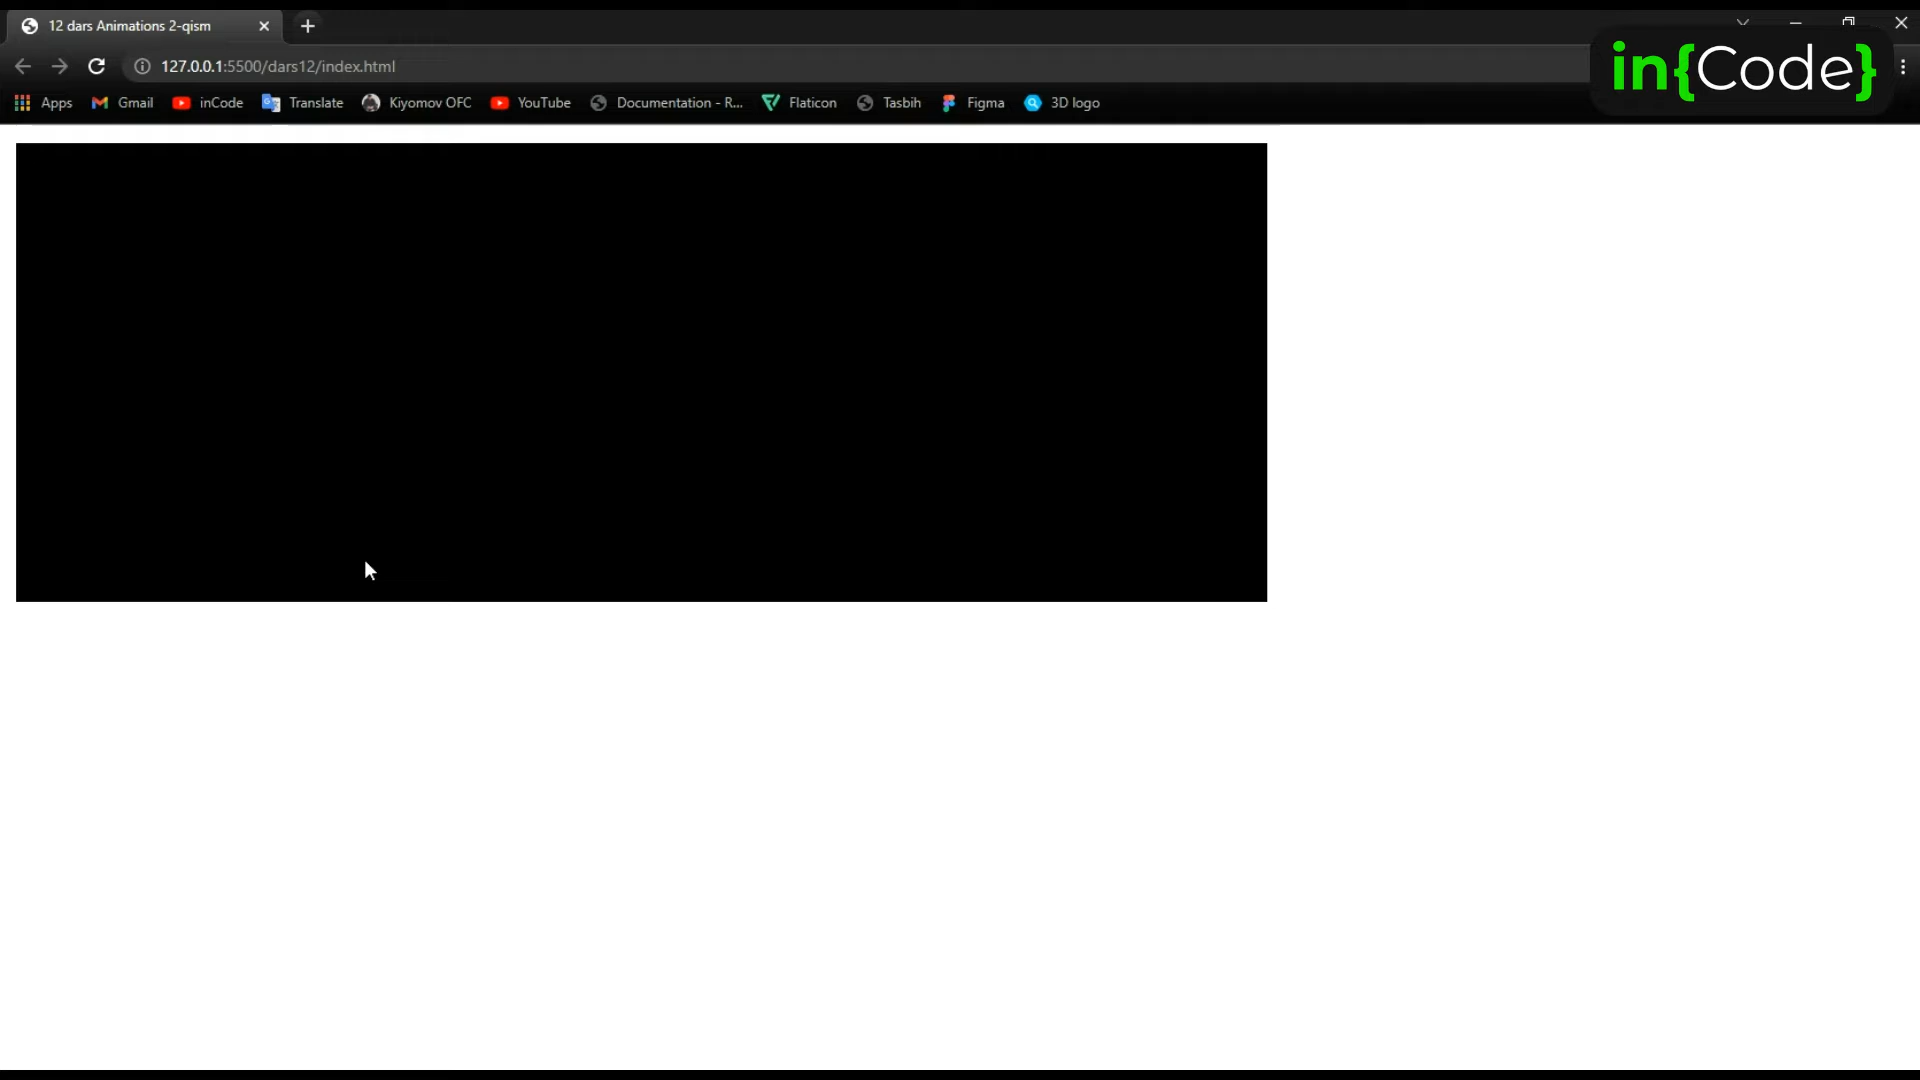 12 dars Animations 2-qism
127.0.0.1:5500/dars12/index.html
in{Code}
Apps Gmail inCode Translate Kiyomov OFC YouTube Documentation - R... Flaticon Tasbih Figma 3D logo